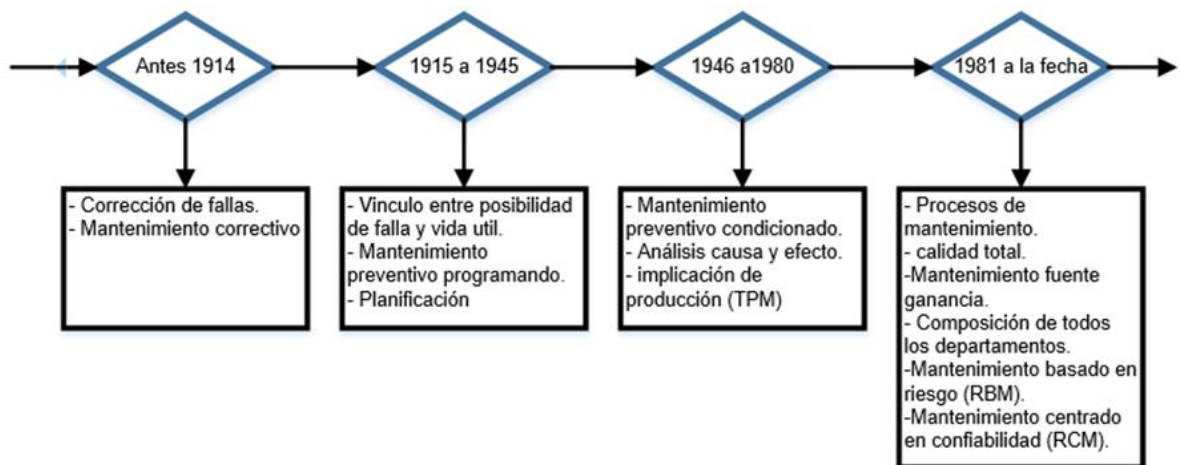 Antes 1914
1915 a 1945
1946 a1980
1981 a la fecha
- Corrección de fallas.
- Mantenimiento correctivo
- Vinculo entre posibilidad
de falla y vida util.
- Mantenimiento
preventivo programando.
- Planificación
- Mantenimiento
preventivo condicionado.
- Análisis causa y efecto.
- implicación de
producción (TPM)
- Procesos de
mantenimiento.
- calidad total.
-Mantenimiento fuente
ganancia.
- Composición de todos
los departamentos.
-Mantenimiento basado en
riesgo (RBM).
-Mantenimiento centrado
en confiabilidad (RCM).